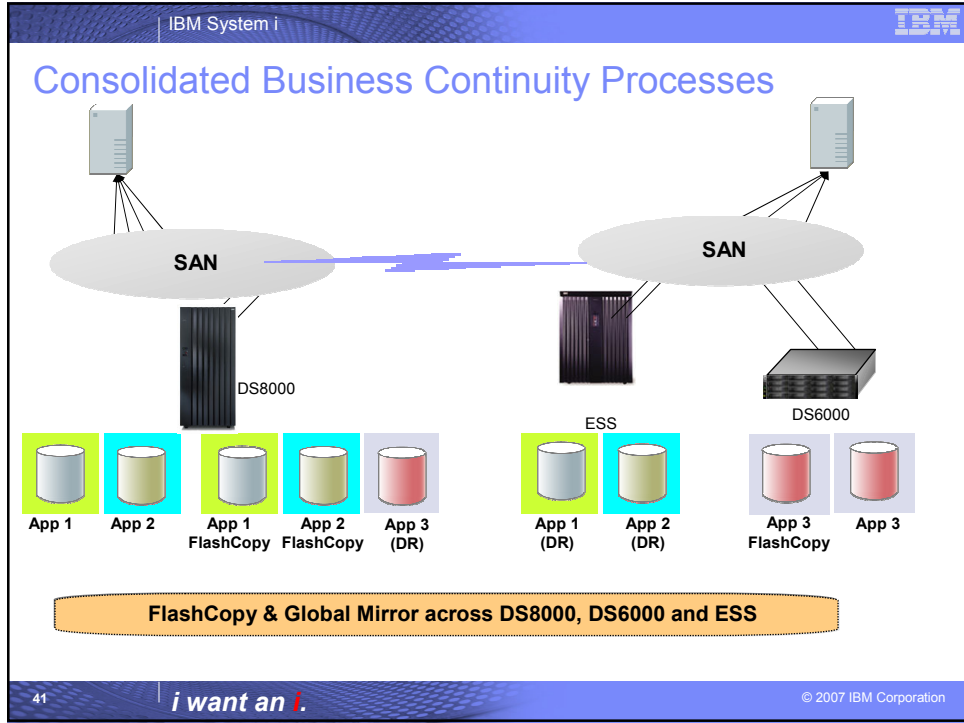 IBM System i
IBM
Consolidated Business Continuity Processes
SAN
SAN
DS8000
ESS
DS6000
App 1
App 2
App 1
FlashCopy
App 2
FlashCopy
App 3
(DR)
App 1
(DR)
App 2
(DR)
App 3
FlashCopy
App 3
FlashCopy & Global Mirror across DS8000, DS6000 and ESS
41
i want an i.
© 2007 IBM Corporation